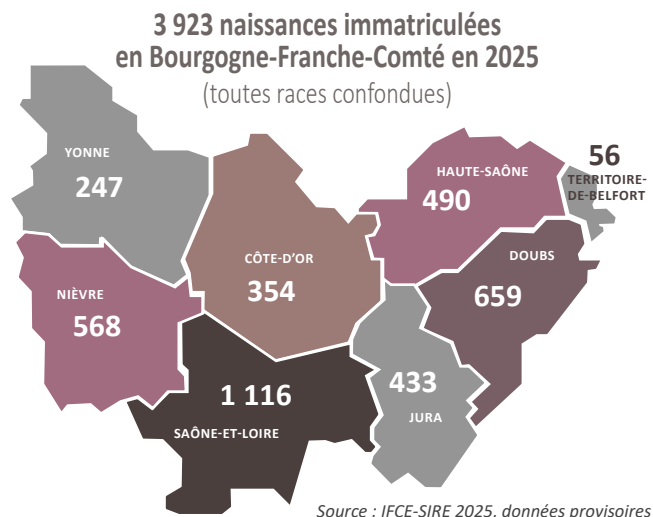 3 923 naissances immatriculées
en Bourgogne-Franche-Comté en 2025
(toutes races confondues)
YONNE
247
HAUTE-SAÔNE
490
56
TERRITOIRE-
DE-BELFORT
CÔTE-D'OR
354
DOUBS
659
NIÈVRE
568
1 116
SAÔNE-ET-LOIRE
433
JURA
Source : IFCE-SIRE 2025, données provisoires